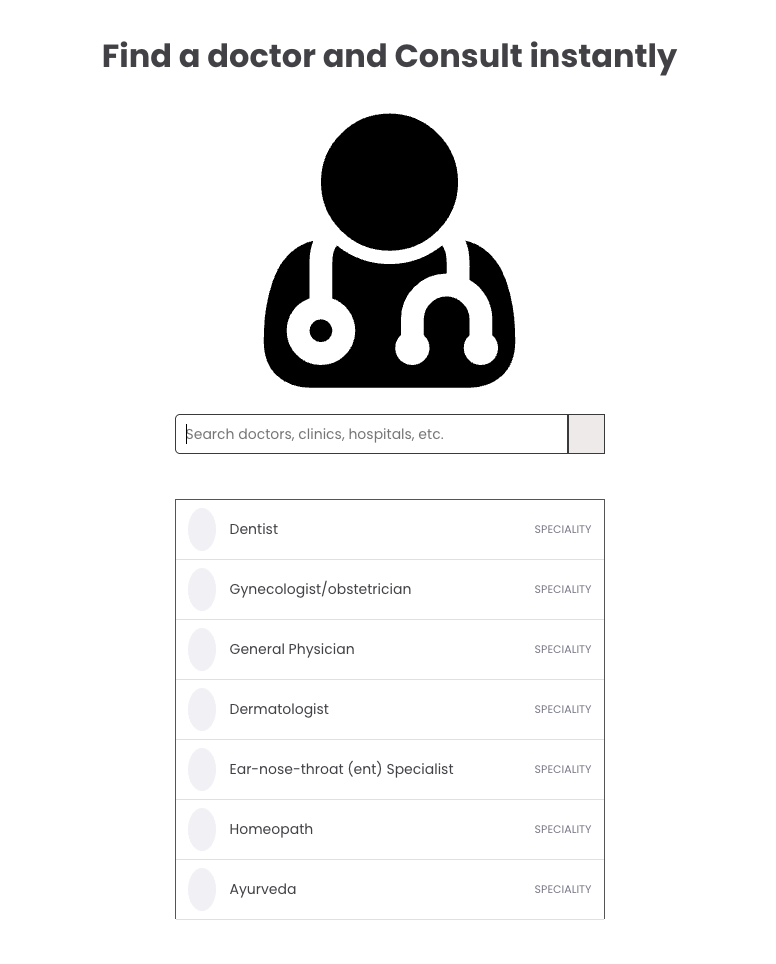 Find a doctor and Consult instantly
Search doctors, clinics, hospitals, etc.
Dentist SPECIALITY
Gynecologist/obstetrician SPECIALITY
General Physician SPECIALITY
Dermatologist SPECIALITY
Ear-nose-throat (ent) Specialist SPECIALITY
Homeopath SPECIALITY
Ayurveda SPECIALITY